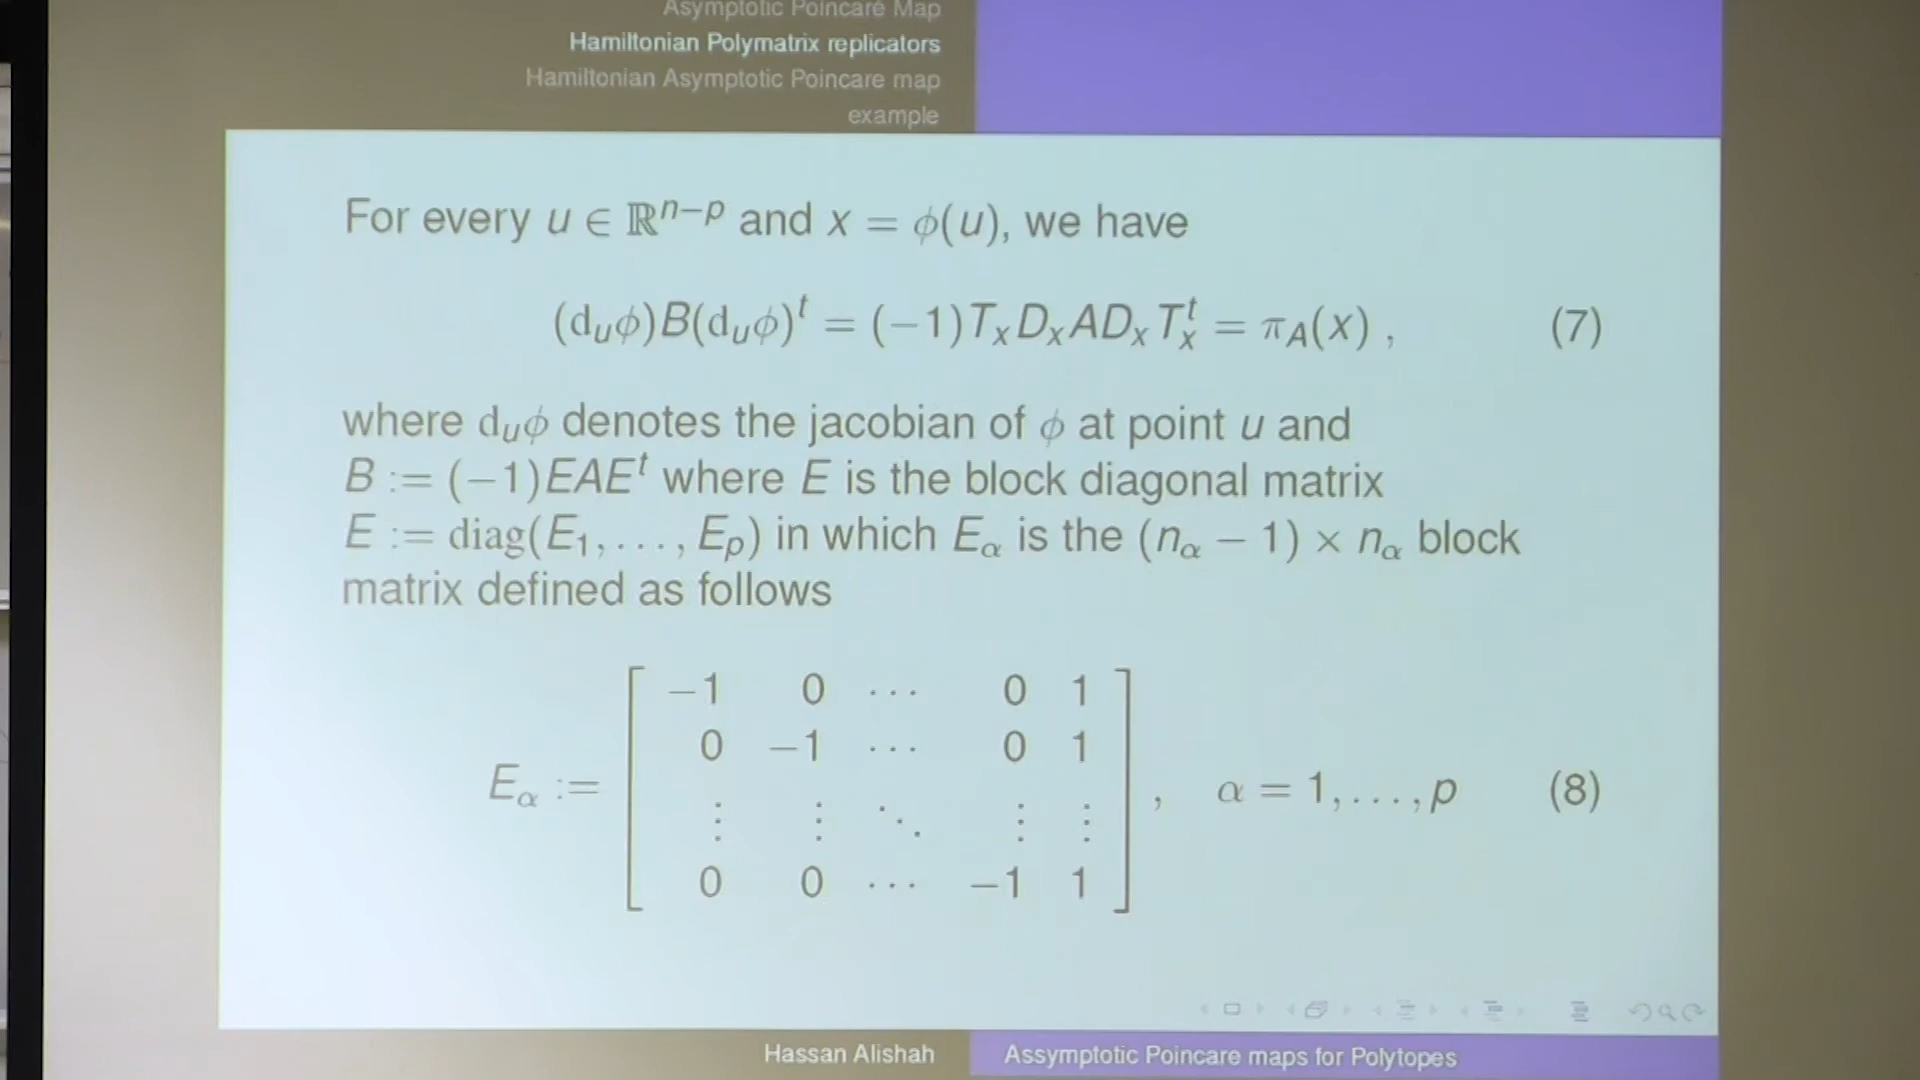 Asymptotic Poincaré Map
Hamiltonian Polymatrix replicators
Hamiltonian Asymptotic Poincare map
example
For every u ∈ ℝⁿ⁻ᵖ and x = ϕ(u), we have
(d_uϕ)B(d_uϕ)^t = (−1)T_x D_x A D_x T_x^t = π_A(x) , (7)
where d_uϕ denotes the jacobian of ϕ at point u and
B := (−1)EAE^t where E is the block diagonal matrix
E := diag(E_1, . . . , E_p) in which E_α is the (n_α − 1) × n_α block
matrix defined as follows
E_α := [ −1 0 ⋯ 0 1
0 −1 ⋯ 0 1
⋮ ⋮ ⋱ ⋮ ⋮
0 0 ⋯ −1 1 ] , α = 1, . . . , p (8)
Hassan Alishah
Assymptotic Poincare maps for Polytopes